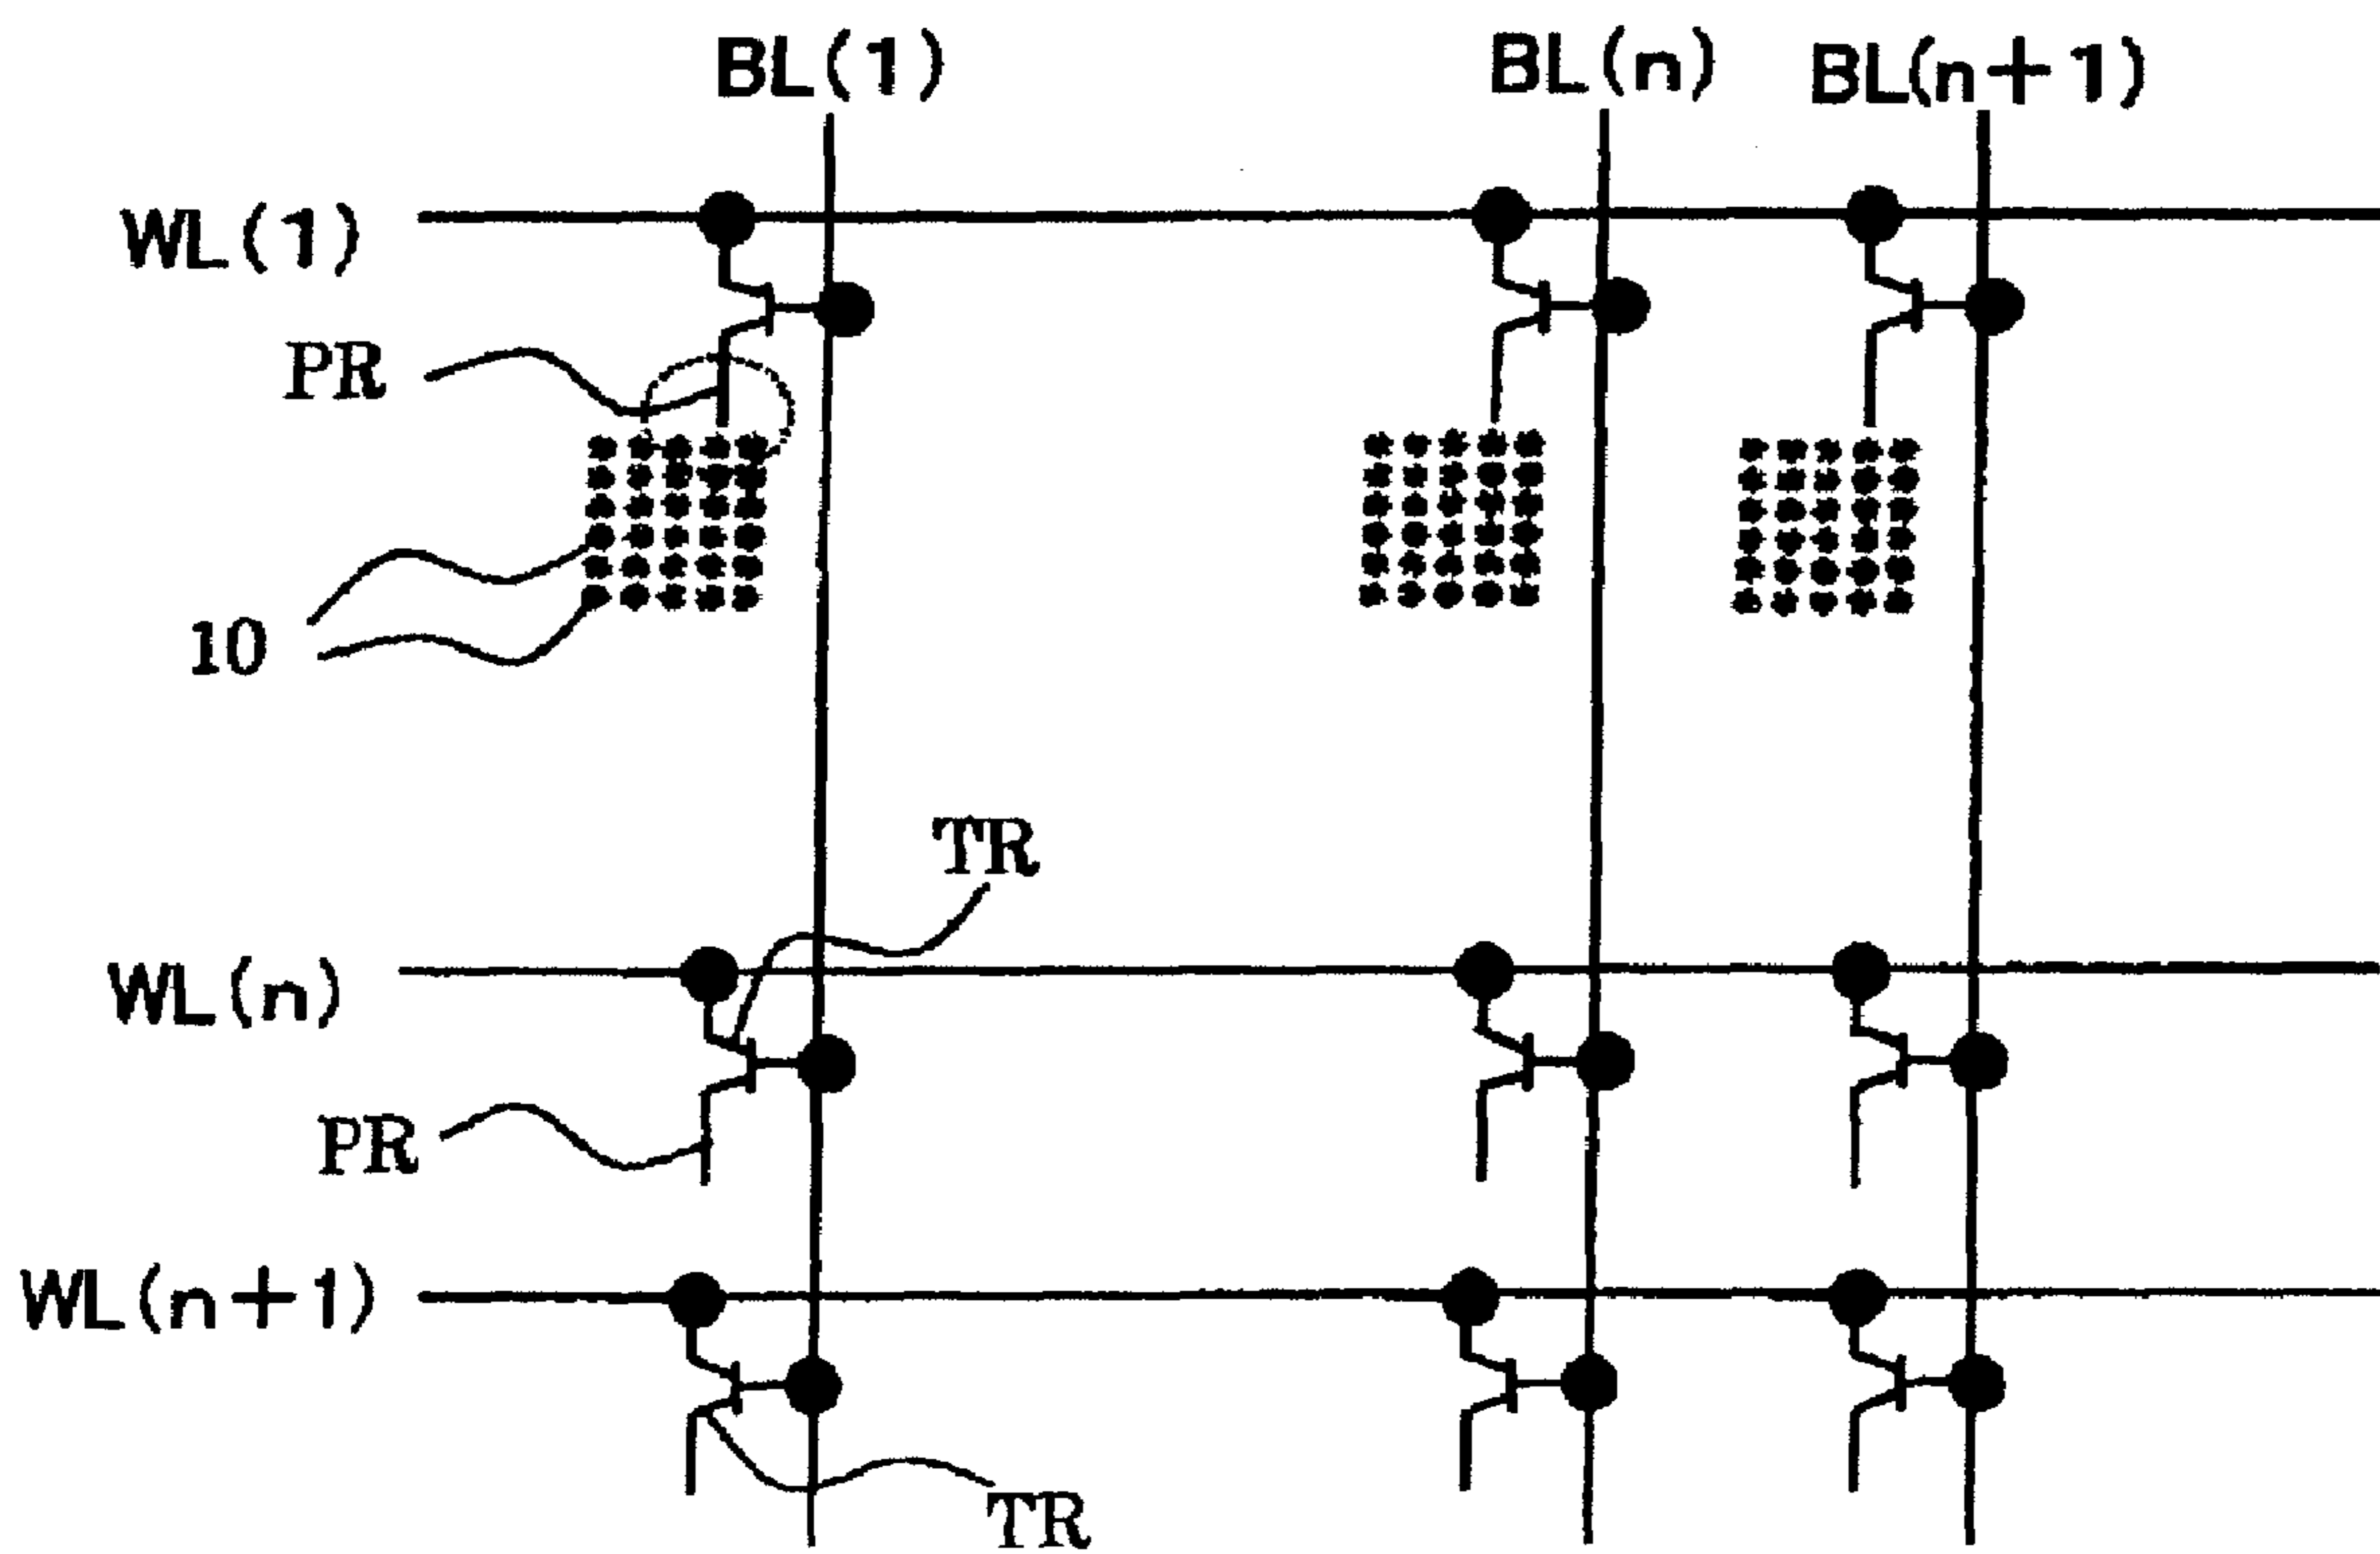 BL(1) BL(n) BL(n+1)
WL(1)
PR
10
TR
WL(n)
PR
WL(n+1)
TR